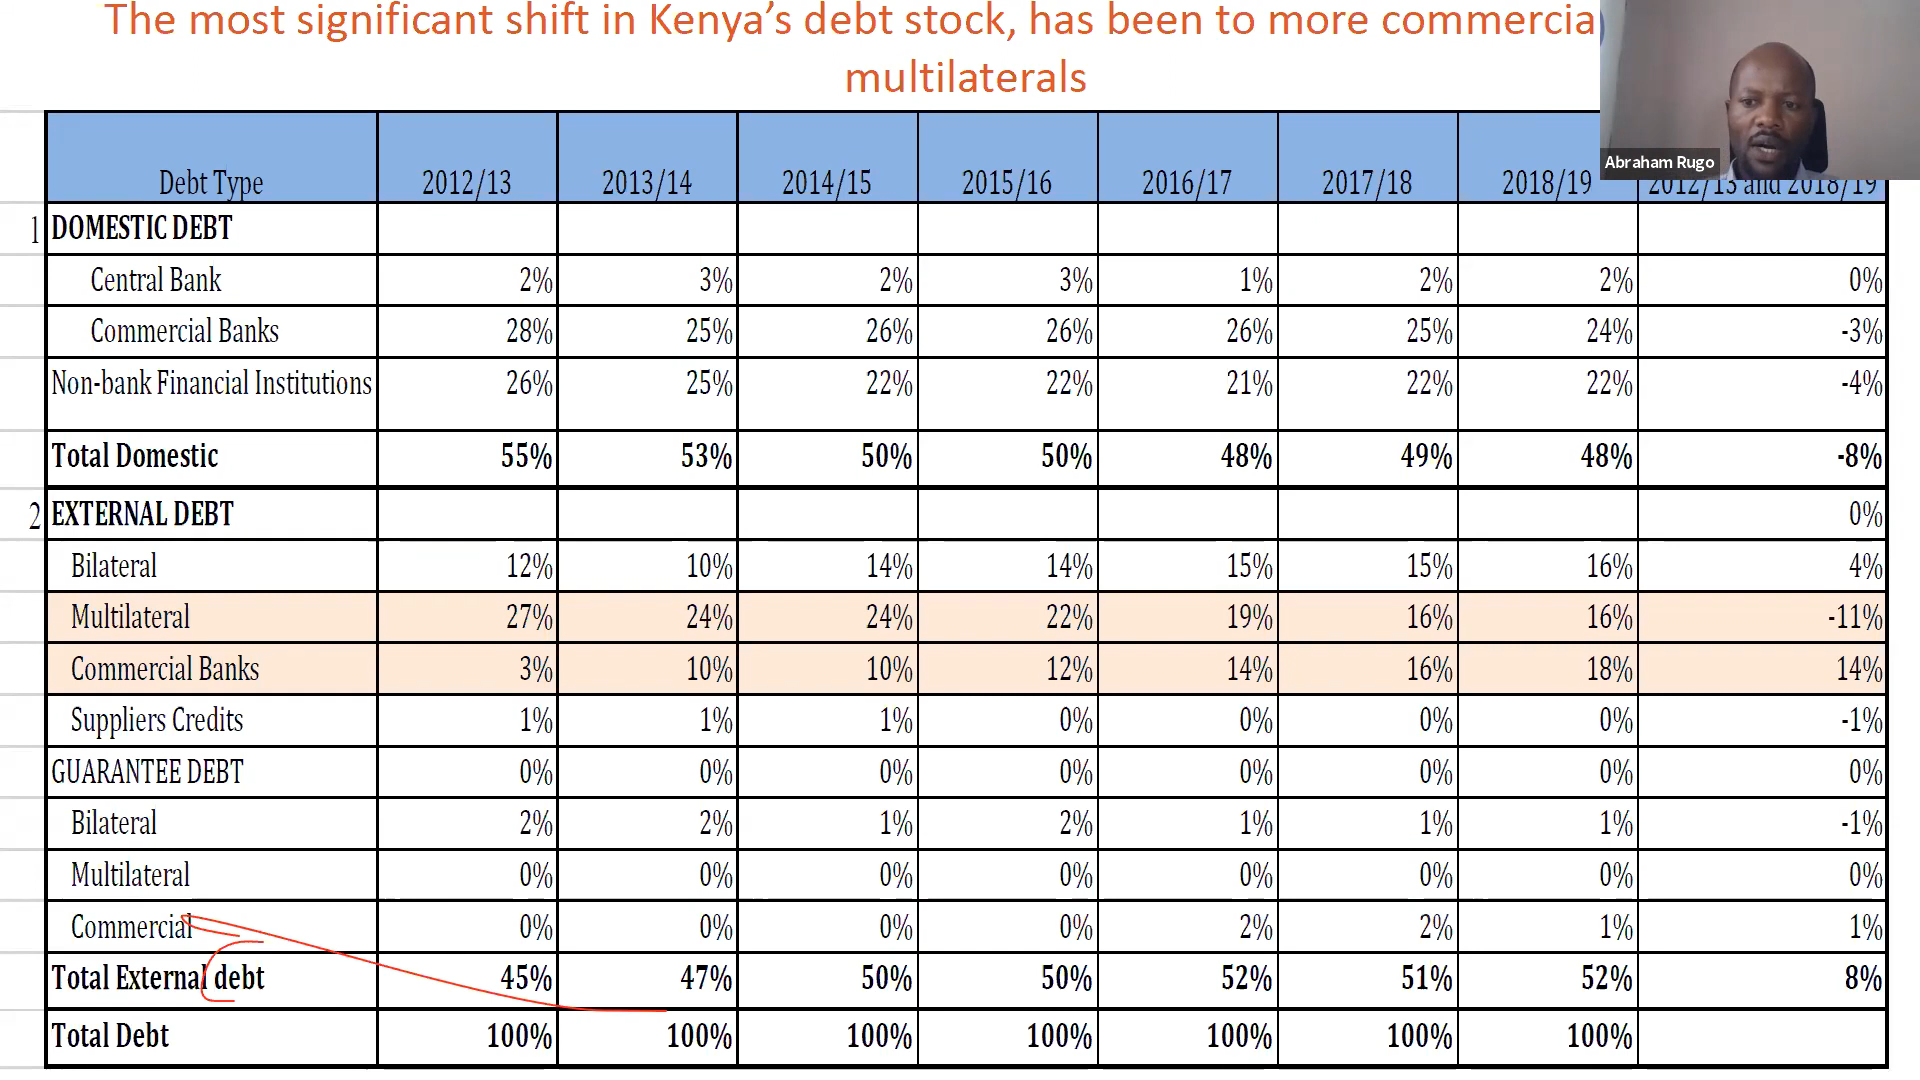 The most significant shift in Kenya’s debt stock, has been to more commercia
multilaterals
Abraham Rugo
Debt Type 2012/13 2013/14 2014/15 2015/16 2016/17 2017/18 2018/19 2012/13 and 2018/19
1 DOMESTIC DEBT
Central Bank 2% 3% 2% 3% 1% 2% 2% 0%
Commercial Banks 28% 25% 26% 26% 26% 25% 24% -3%
Non-bank Financial Institutions 26% 25% 22% 22% 21% 22% 22% -4%
Total Domestic 55% 53% 50% 50% 48% 49% 48% -8%
2 EXTERNAL DEBT 0%
Bilateral 12% 10% 14% 14% 15% 15% 16% 4%
Multilateral 27% 24% 24% 22% 19% 16% 16% -11%
Commercial Banks 3% 10% 10% 12% 14% 16% 18% 14%
Suppliers Credits 1% 1% 1% 0% 0% 0% 0% -1%
GUARANTEE DEBT 0% 0% 0% 0% 0% 0% 0% 0%
Bilateral 2% 2% 1% 2% 1% 1% 1% -1%
Multilateral 0% 0% 0% 0% 0% 0% 0% 0%
Commercial 0% 0% 0% 0% 2% 2% 1% 1%
Total External debt 45% 47% 50% 50% 52% 51% 52% 8%
Total Debt 100% 100% 100% 100% 100% 100% 100%